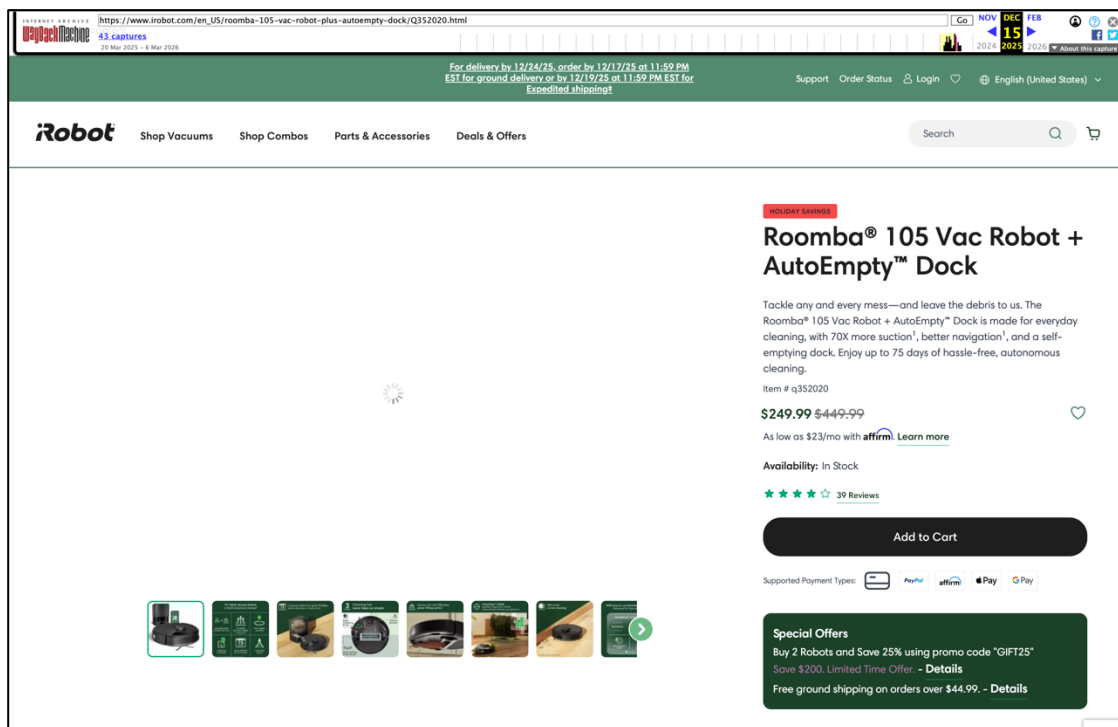 INTERNET ARCHIVE
WayBackMachine
https://www.irobot.com/en_US/roomba-105-vac-robot-plus-autoempty-dock/Q352020.html
Go
NOV DEC FEB
43 captures
15
20 Mar 2025 – 6 Mar 2026
2024 2025 2026
▼ About this capture
For delivery by 12/24/25, order by 12/17/25 at 11:59 PM
EST for ground delivery or by 12/19/25 at 11:59 PM EST for
Expedited shipping‡
Support Order Status Login English (United States)
iRobot
Shop Vacuums Shop Combos Parts & Accessories Deals & Offers
Search
HOLIDAY SAVINGS
Roomba® 105 Vac Robot +
AutoEmpty™ Dock
Tackle any and every mess—and leave the debris to us. The
Roomba® 105 Vac Robot + AutoEmpty™ Dock is made for everyday
cleaning, with 70X more suction¹, better navigation¹, and a self-
emptying dock. Enjoy up to 75 days of hassle-free, autonomous
cleaning.
Item # q352020
$249.99 $449.99
As low as $23/mo with affirm. Learn more
Availability: In Stock
39 Reviews
Add to Cart
Supported Payment Types: PayPal affirm Pay G Pay
Special Offers
Buy 2 Robots and Save 25% using promo code "GIFT25"
Save $200. Limited Time Offer. - Details
Free ground shipping on orders over $44.99. - Details